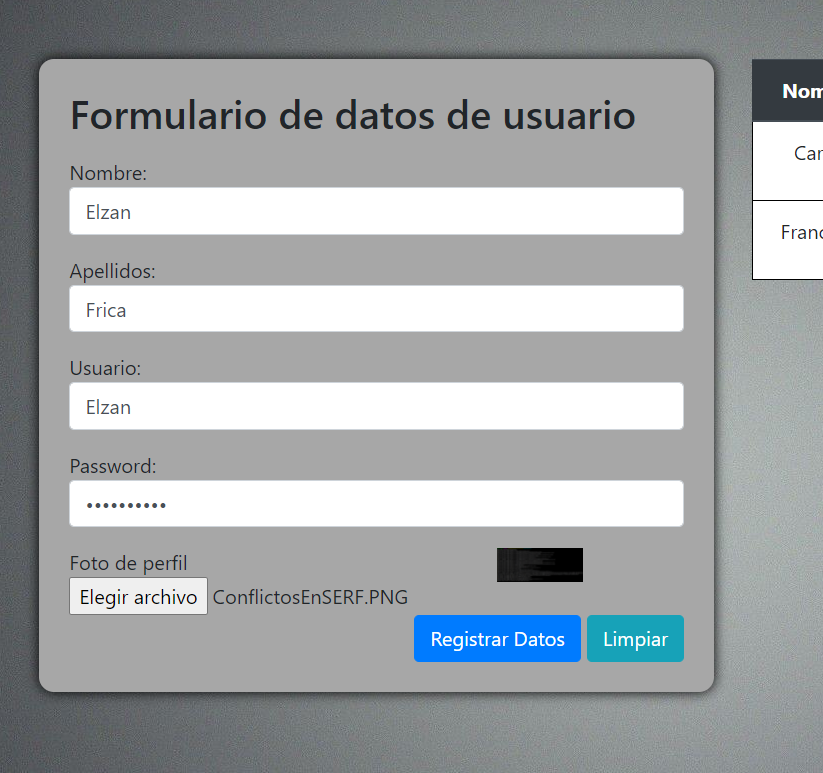 Formulario de datos de usuario
Nombre:
Elzan
Apellidos:
Frica
Usuario:
Elzan
Password:
••••••••••
Foto de perfil
Elegir archivo ConflictosEnSERF.PNG
Registrar Datos Limpiar
Nom
Car
Franc